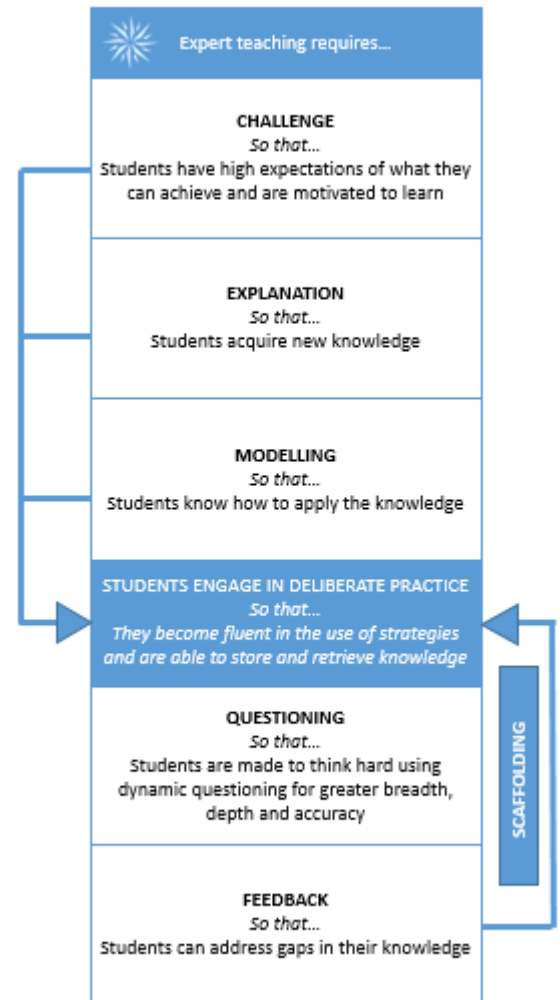 Expert teaching requires...
CHALLENGE
So that...
Students have high expectations of what they
can achieve and are motivated to learn
EXPLANATION
So that...
Students acquire new knowledge
MODELLING
So that...
Students know how to apply the knowledge
STUDENTS ENGAGE IN DELIBERATE PRACTICE
So that...
They become fluent in the use of strategies
and are able to store and retrieve knowledge
QUESTIONING
So that...
Students are made to think hard using
dynamic questioning for greater breadth,
depth and accuracy
SCAFFOLDING
FEEDBACK
So that...
Students can address gaps in their knowledge